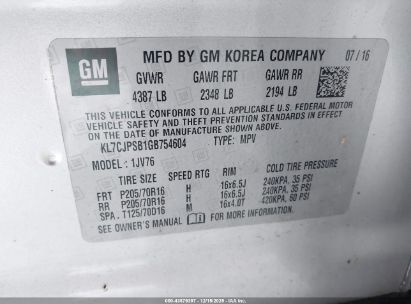 GM
MFD BY GM KOREA COMPANY 07/16
GVWR GAWR FRT GAWR RR
4387 LB 2348 LB 2194 LB
THIS VEHICLE CONFORMS TO ALL APPLICABLE U.S. FEDERAL MOTOR
VEHICLE SAFETY AND THEFT PREVENTION STANDARDS IN EFFECT
ON THE DATE OF MANUFACTURE SHOWN ABOVE.
KL7CJPSB1GB754604 TYPE: MPV
MODEL: 1JV76
TIRE SIZE SPEED RTG RIM COLD TIRE PRESSURE
FRT P205/70R16 H 16x6.5J 240KPA, 35 PSI
RR P205/70R16 H 16x6.5J 240KPA, 35 PSI
SPA. T125/70D16 M 16x4.0T 420KPA, 60 PSI
SEE OWNER'S MANUAL FOR ADDITIONAL INFORMATION.